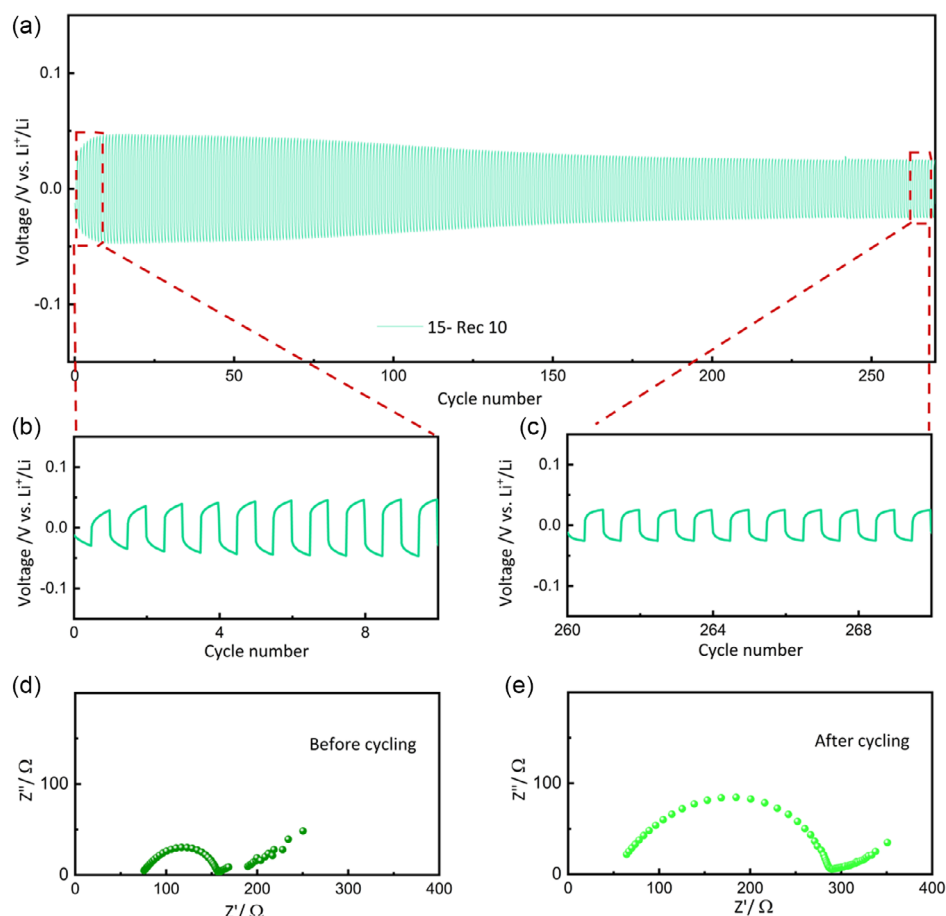 (a)
Voltage /V vs. Li⁺/Li
0.1
0.0
-0.1
15- Rec 10
0
50
100
150
200
250
Cycle number
(b)
Voltage /V vs. Li⁺/Li
0.1
0.0
-0.1
0
4
8
Cycle number
(c)
Voltage /V vs. Li⁺/Li
0.1
0.0
-0.1
260
264
268
Cycle number
(d)
Z''/ Ω
100
0
Before cycling
0
100
200
300
400
Z'/ Ω
(e)
Z''/ Ω
100
0
After cycling
0
100
200
300
400
Z'/ Ω